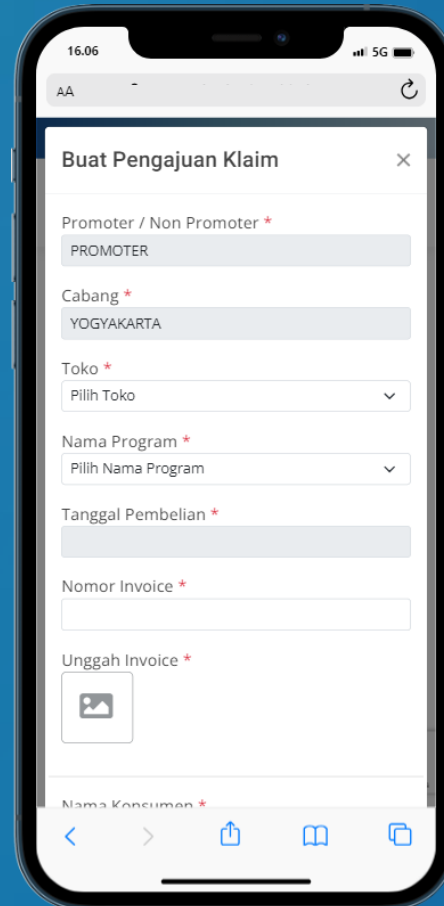 16.06
5G
AA
Buat Pengajuan Klaim
Promoter / Non Promoter *
PROMOTER
Cabang *
YOGYAKARTA
Toko *
Pilih Toko
Nama Program *
Pilih Nama Program
Tanggal Pembelian *
Nomor Invoice *
Unggah Invoice *
Nama Konsumen *